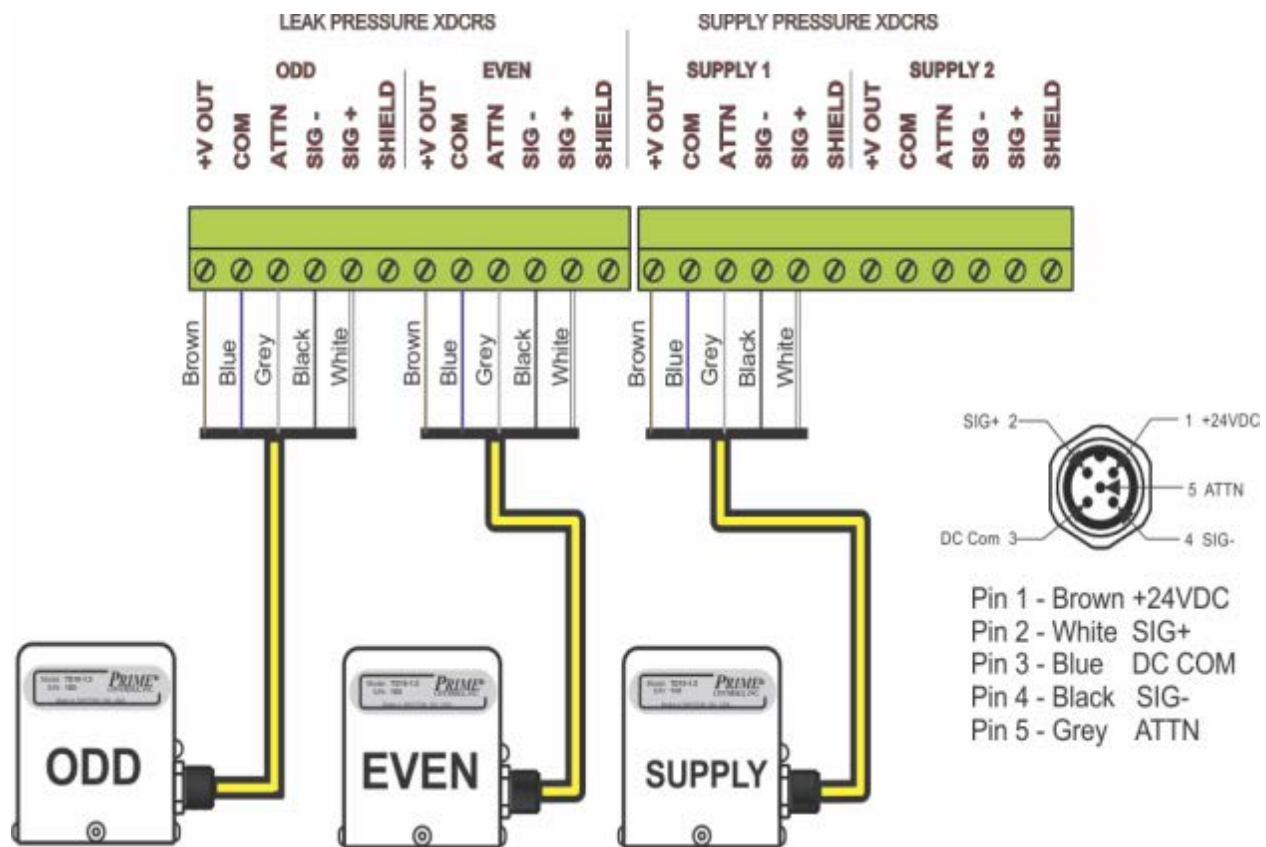 LEAK PRESSURE XDCRS
SUPPLY PRESSURE XDCRS
ODD
EVEN
SUPPLY 1
SUPPLY 2
+V OUT
COM
ATTN
SIG -
SIG +
SHIELD
+V OUT
COM
ATTN
SIG -
SIG +
SHIELD
+V OUT
COM
ATTN
SIG -
SIG +
SHIELD
+V OUT
COM
ATTN
SIG -
SIG +
SHIELD
Brown
Blue
Grey
Black
White
Brown
Blue
Grey
Black
White
Brown
Blue
Grey
Black
White
SIG+ 2
1 +24VDC
5 ATTN
DC Com 3
4 SIG-
Pin 1 - Brown +24VDC
Pin 2 - White SIG+
Pin 3 - Blue DC COM
Pin 4 - Black SIG-
Pin 5 - Grey ATTN
PRIME
ODD
PRIME
EVEN
PRIME
SUPPLY